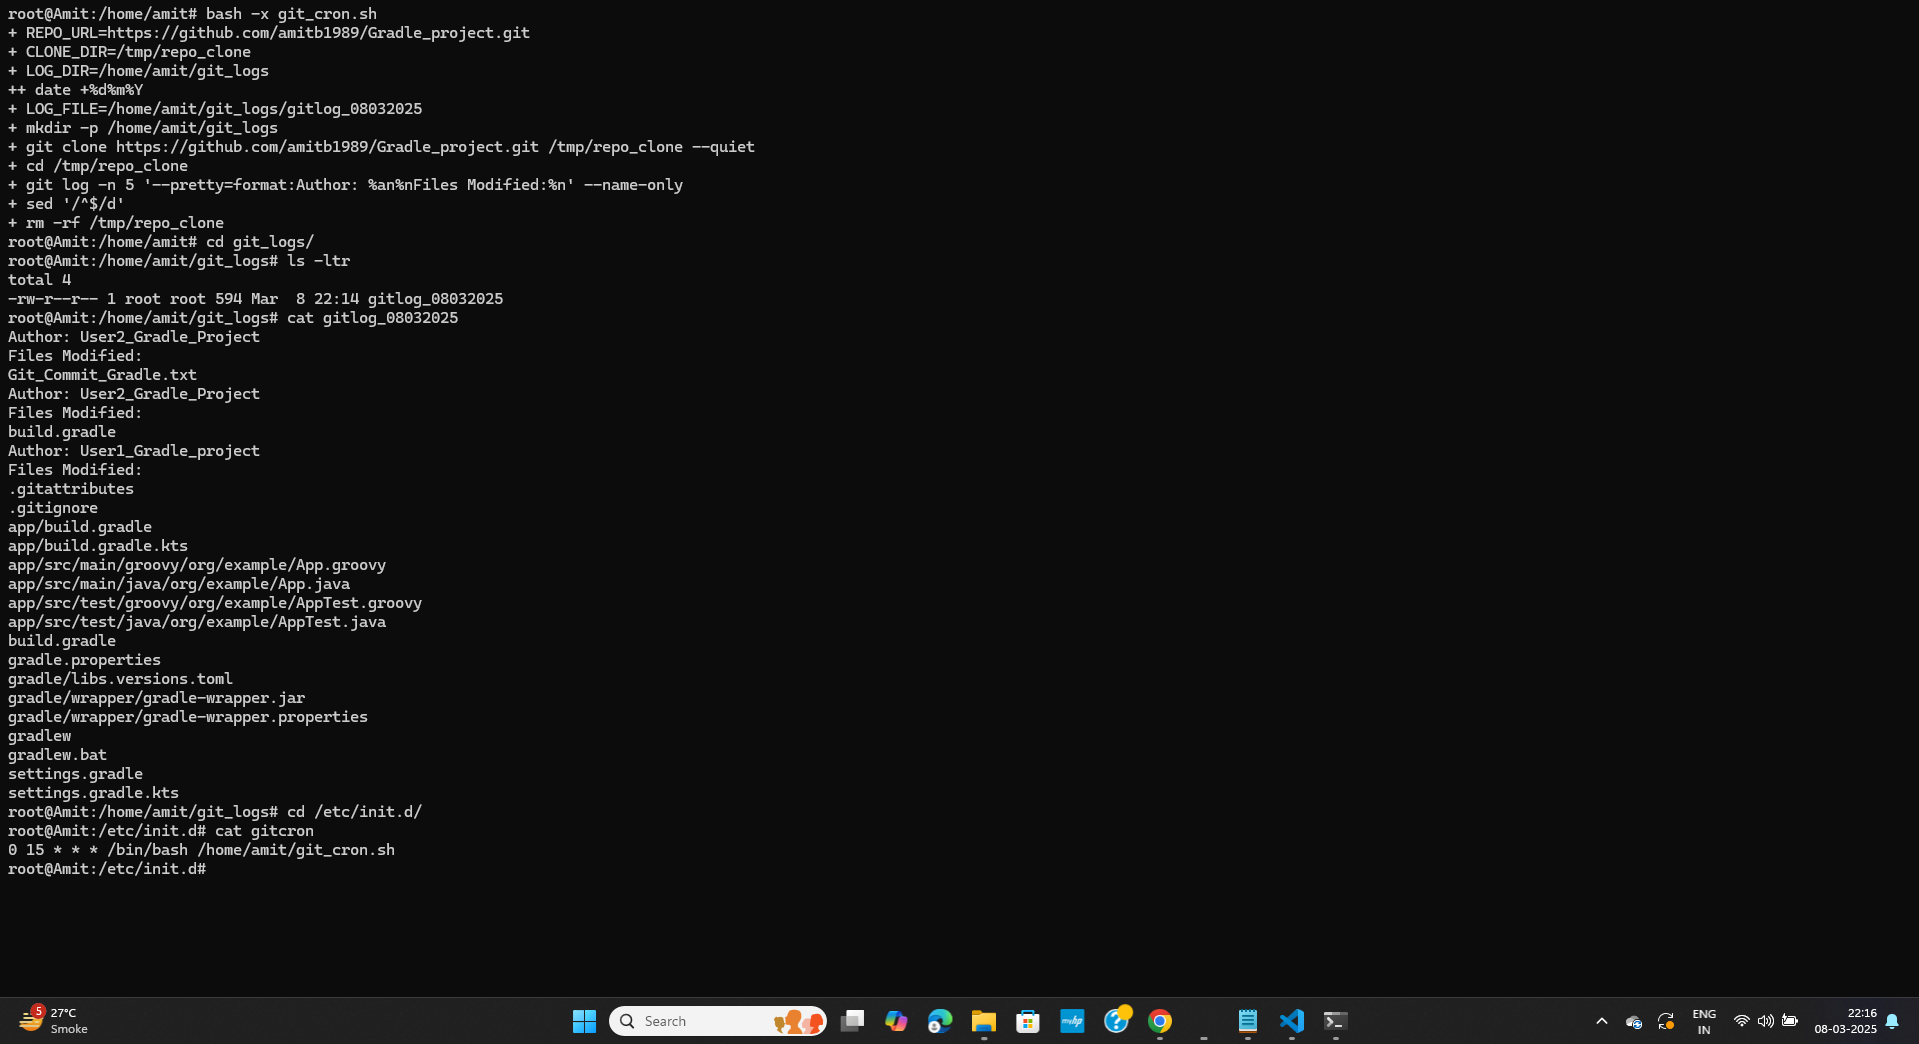 root@Amit:/home/amit# bash -x git_cron.sh
+ REPO_URL=https://github.com/amitb1989/Gradle_project.git
+ CLONE_DIR=/tmp/repo_clone
+ LOG_DIR=/home/amit/git_logs
++ date +%d%m%Y
+ LOG_FILE=/home/amit/git_logs/gitlog_08032025
+ mkdir -p /home/amit/git_logs
+ git clone https://github.com/amitb1989/Gradle_project.git /tmp/repo_clone --quiet
+ cd /tmp/repo_clone
+ git log -n 5 '--pretty=format:Author: %an%nFiles Modified:%n' --name-only
+ sed '/^$/d'
+ rm -rf /tmp/repo_clone
root@Amit:/home/amit# cd git_logs/
root@Amit:/home/amit/git_logs# ls -ltr
total 4
-rw-r--r-- 1 root root 594 Mar  8 22:14 gitlog_08032025
root@Amit:/home/amit/git_logs# cat gitlog_08032025
Author: User2_Gradle_Project
Files Modified:
Git_Commit_Gradle.txt
Author: User2_Gradle_Project
Files Modified:
build.gradle
Author: User1_Gradle_project
Files Modified:
.gitattributes
.gitignore
app/build.gradle
app/build.gradle.kts
app/src/main/groovy/org/example/App.groovy
app/src/main/java/org/example/App.java
app/src/test/groovy/org/example/AppTest.groovy
app/src/test/java/org/example/AppTest.java
build.gradle
gradle.properties
gradle/libs.versions.toml
gradle/wrapper/gradle-wrapper.jar
gradle/wrapper/gradle-wrapper.properties
gradlew
gradlew.bat
settings.gradle
settings.gradle.kts
root@Amit:/home/amit/git_logs# cd /etc/init.d/
root@Amit:/etc/init.d# cat gitcron
0 15 * * * /bin/bash /home/amit/git_cron.sh
root@Amit:/etc/init.d#
5
27°C
Smoke
Search
myhp
ENG
IN
22:16
08-03-2025